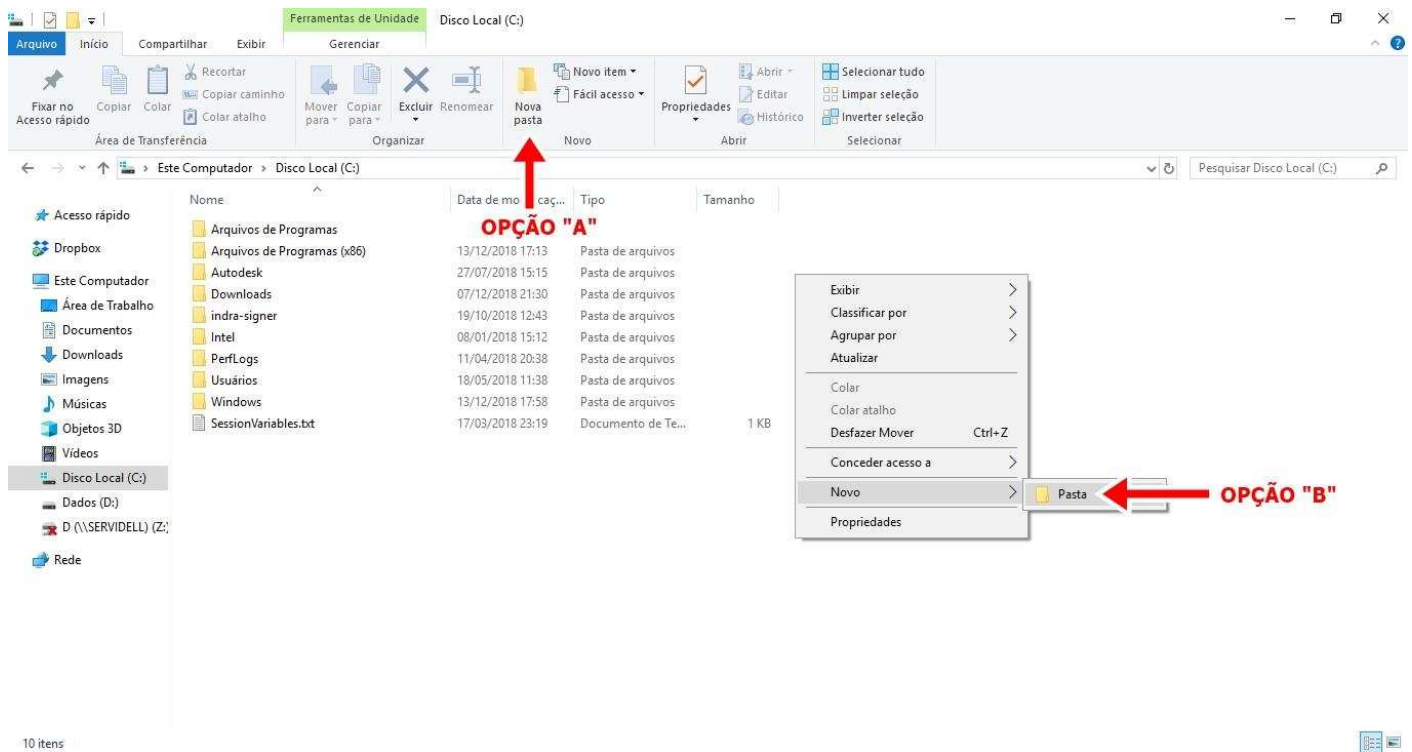 Ferramentas de Unidade Disco Local (C:)
Arquivo Início Compartilhar Exibir Gerenciar
Fixar no Acesso rápido
Copiar
Colar
Recortar
Copiar caminho
Colar atalho
Área de Transferência
Mover para
Copiar para
Excluir
Renomear
Organizar
Nova pasta
Novo item
Fácil acesso
Novo
Propriedades
Abrir
Editar
Histórico
Abrir
Selecionar tudo
Limpar seleção
Inverter seleção
Selecionar
Este Computador > Disco Local (C:)
Pesquisar Disco Local (C:)
Acesso rápido
Dropbox
Este Computador
Área de Trabalho
Documentos
Downloads
Imagens
Músicas
Objetos 3D
Vídeos
Disco Local (C:)
Dados (D:)
D (\\SERVIDELL) (Z:)
Rede
Nome Data de mo caç... Tipo Tamanho
OPÇÃO "A"
Arquivos de Programas
Arquivos de Programas (x86) 13/12/2018 17:13 Pasta de arquivos
Autodesk 27/07/2018 15:15 Pasta de arquivos
Downloads 07/12/2018 21:30 Pasta de arquivos
indra-signer 19/10/2018 12:43 Pasta de arquivos
Intel 08/01/2018 15:12 Pasta de arquivos
PerfLogs 11/04/2018 20:38 Pasta de arquivos
Usuários 18/05/2018 11:38 Pasta de arquivos
Windows 13/12/2018 17:58 Pasta de arquivos
SessionVariables.txt 17/03/2018 23:19 Documento de Te... 1 KB
Exibir
Classificar por
Agrupar por
Atualizar
Colar
Colar atalho
Desfazer Mover Ctrl+Z
Conceder acesso a
Novo
Propriedades
Pasta
OPÇÃO "B"
10 itens